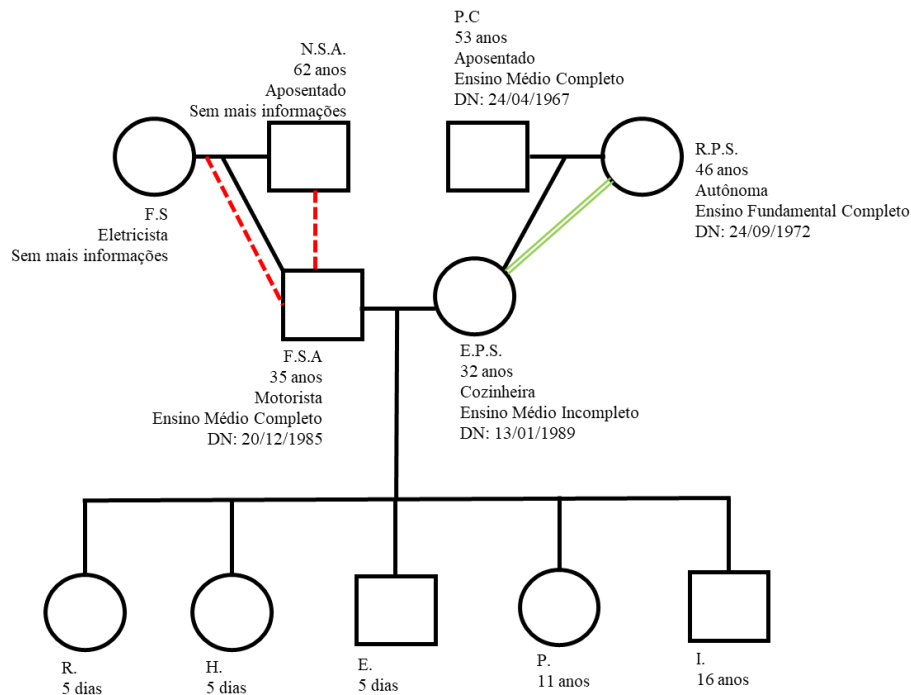 N.S.A.
62 anos
Aposentado
Sem mais informações
P.C
53 anos
Aposentado
Ensino Médio Completo
DN: 24/04/1967
F.S
Eletricista
Sem mais informações
R.P.S.
46 anos
Autônoma
Ensino Fundamental Completo
DN: 24/09/1972
F.S.A
35 anos
Motorista
Ensino Médio Completo
DN: 20/12/1985
E.P.S.
32 anos
Cozinheira
Ensino Médio Incompleto
DN: 13/01/1989
R.
5 dias
H.
5 dias
E.
5 dias
P.
11 anos
I.
16 anos